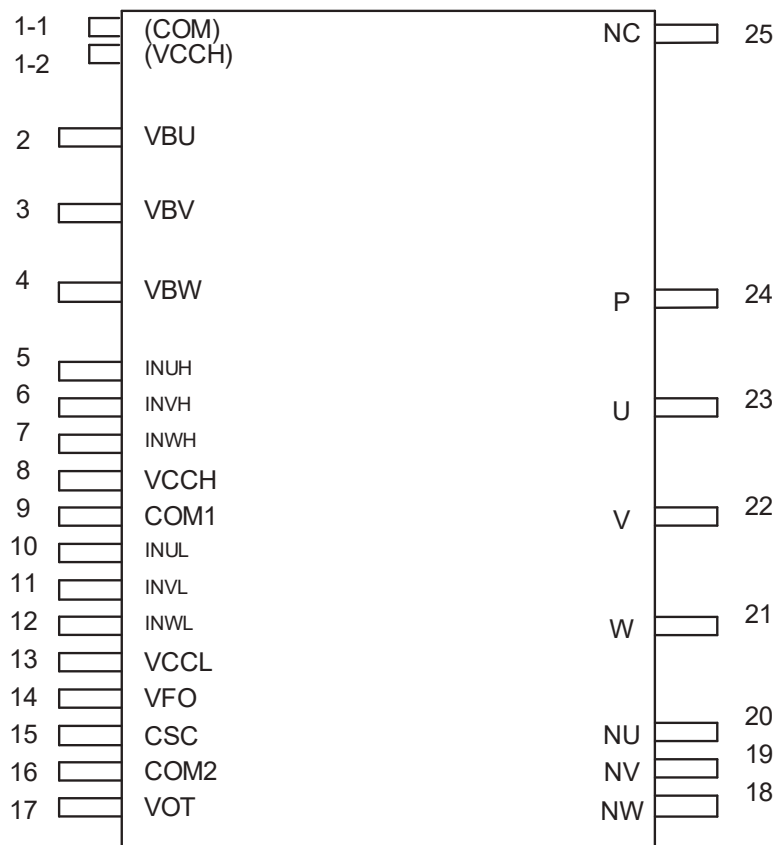 1-1 (COM) NC 25
1-2 (VCCH)
2 VBU
3 VBV
4 VBW P 24
5 INUH
6 INVH U 23
7 INWH
8 VCCH
9 COM1 V 22
10 INUL
11 INVL
12 INWL W 21
13 VCCL
14 VFO
15 CSC NU 20
16 COM2 NV 19
17 VOT NW 18